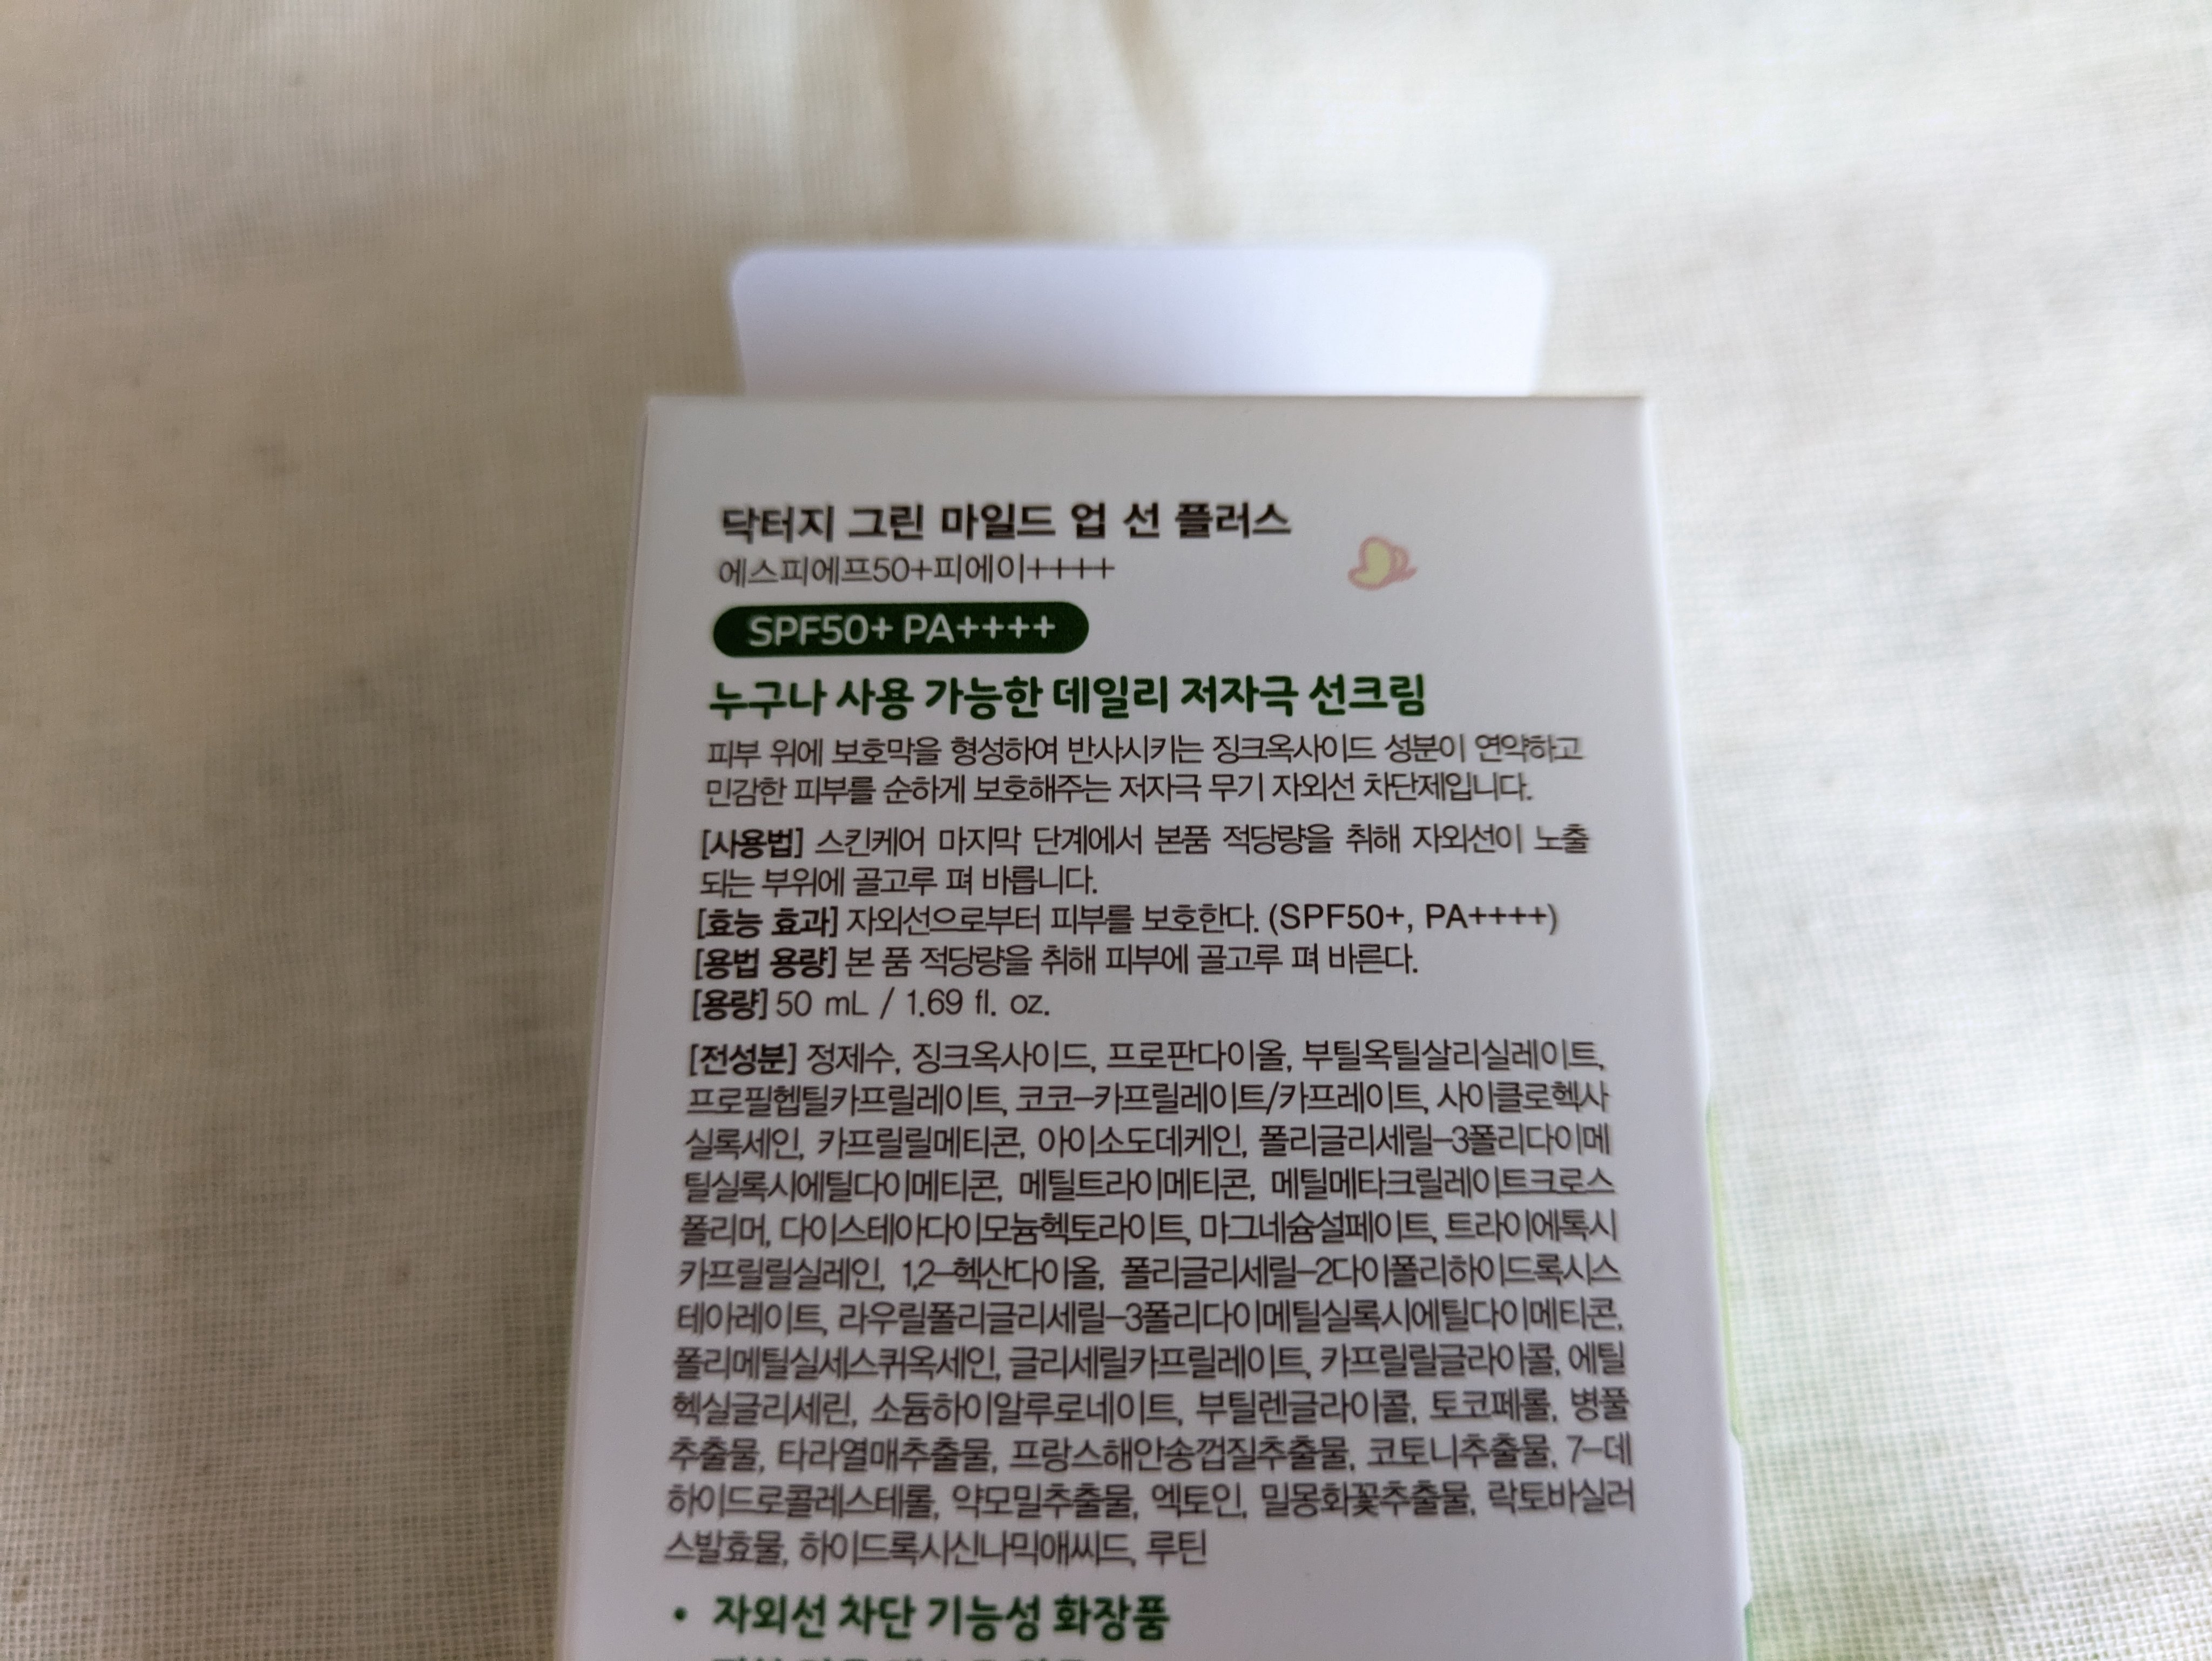 닥터지 그린 마일드 업 선 플러스
에스피에프50+피에이++++
SPF50+ PA++++
누구나 사용 가능한 데일리 저자극 선크림
피부 위에 보호막을 형성하여 반사시키는 징크옥사이드 성분이 연약하고
민감한 피부를 순하게 보호해주는 저자극 무기 자외선 차단제입니다.
[사용법] 스킨케어 마지막 단계에서 본품 적당량을 취해 자외선이 노출
되는 부위에 골고루 펴 바릅니다.
[효능 효과] 자외선으로부터 피부를 보호한다. (SPF50+, PA++++)
[용법 용량] 본 품 적당량을 취해 피부에 골고루 펴 바른다.
[용량] 50 mL / 1.69 fl. oz.
[전성분] 정제수, 징크옥사이드, 프로판다이올, 부틸옥틸살리실레이트,
프로필헵틸카프릴레이트, 코코-카프릴레이트/카프레이트, 사이클로헥사
실록세인, 카프릴릴메티콘, 아이소도데케인, 폴리글리세릴-3폴리다이메
틸실록시에틸다이메티콘, 메틸트라이메티콘, 메틸메타크릴레이트크로스
폴리머, 다이스테아다이모늄헥토라이트, 마그네슘설페이트, 트라이에톡시
카프릴릴실레인, 1,2-헥산다이올, 폴리글리세릴-2다이폴리하이드록시스
테아레이트, 라우릴폴리글리세릴-3폴리다이메틸실록시에틸다이메티콘,
폴리메틸실세스퀴옥세인, 글리세릴카프릴레이트, 카프릴릴글라이콜, 에틸
헥실글리세린, 소듐하이알루로네이트, 부틸렌글라이콜, 토코페롤, 병풀
추출물, 타라열매추출물, 프랑스해안송껍질추출물, 코토니추출물, 7-데
하이드로콜레스테롤, 약모밀추출물, 엑토인, 밀몽화꽃추출물, 락토바실러
스발효물, 하이드록시신나믹애씨드, 루틴
• 자외선 차단 기능성 화장품